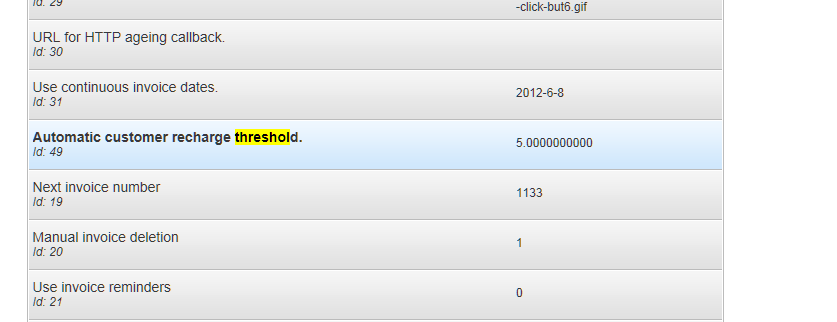 Id: 29
-click-but6.gif
URL for HTTP ageing callback.
Id: 30
Use continuous invoice dates.
Id: 31
2012-6-8
Automatic customer recharge threshold.
Id: 49
5.0000000000
Next invoice number
Id: 19
1133
Manual invoice deletion
Id: 20
1
Use invoice reminders
Id: 21
0